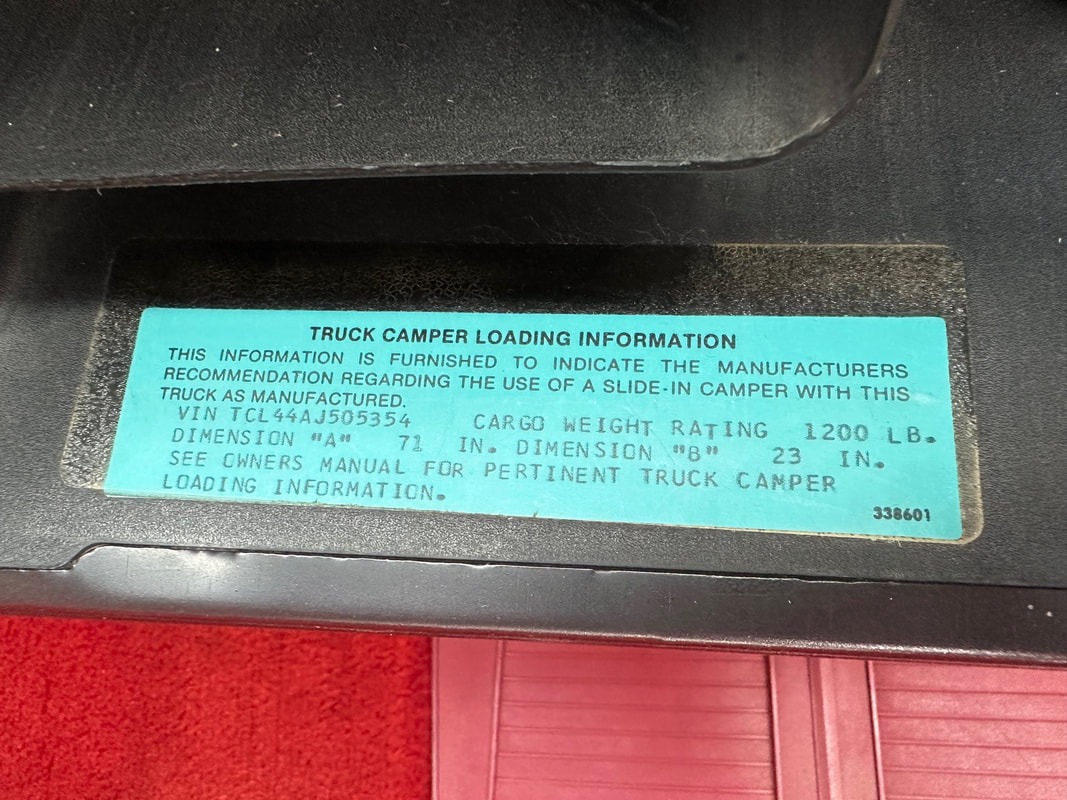 TRUCK CAMPER LOADING INFORMATION
THIS INFORMATION IS FURNISHED TO INDICATE THE MANUFACTURERS
RECOMMENDATION REGARDING THE USE OF A SLIDE-IN CAMPER WITH THIS
TRUCK AS MANUFACTURED.
VIN TCL44AJ505354 CARGO WEIGHT RATING 1200 LB.
DIMENSION "A" 71 IN. DIMENSION "B" 23 IN.
SEE OWNERS MANUAL FOR PERTINENT TRUCK CAMPER
LOADING INFORMATION.
338601